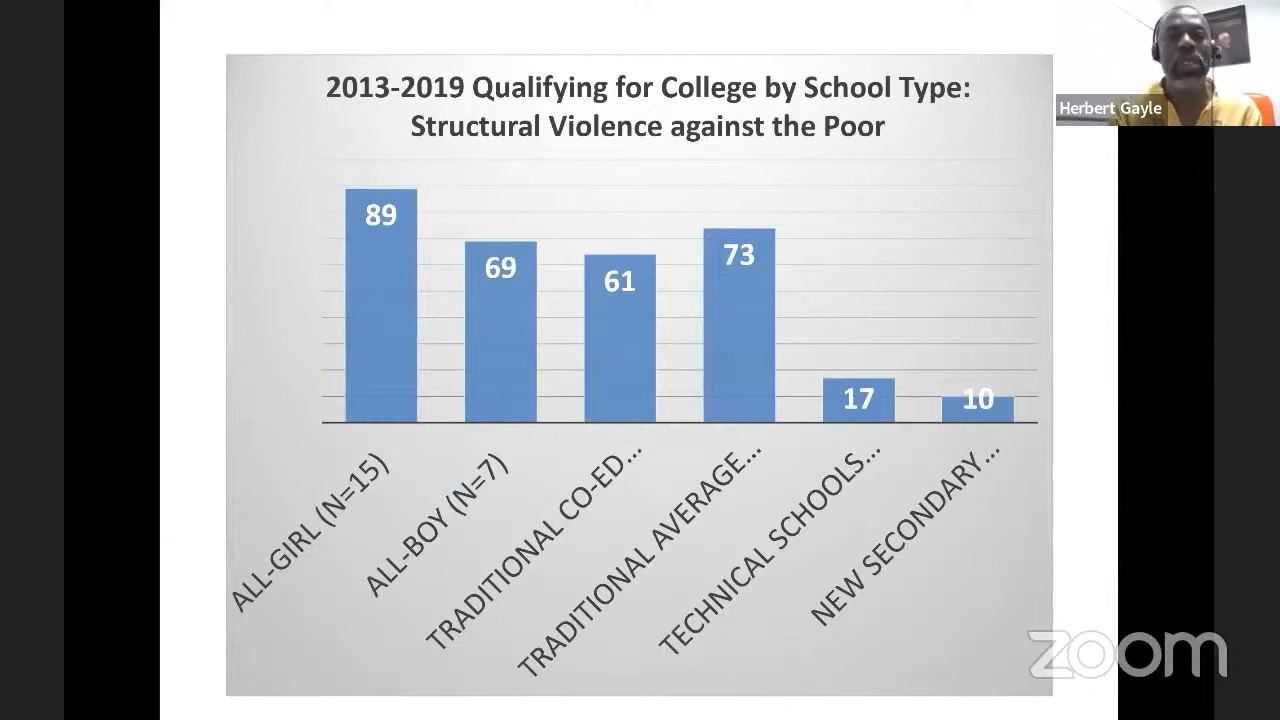 2013-2019 Qualifying for College by School Type:
Structural Violence against the Poor
Herbert Gayle
89
69
61
73
17
10
ALL-GIRL (N=15)
ALL-BOY (N=7)
TRADITIONAL CO-ED...
TRADITIONAL AVERAGE...
TECHNICAL SCHOOLS...
NEW SECONDARY...
zoom